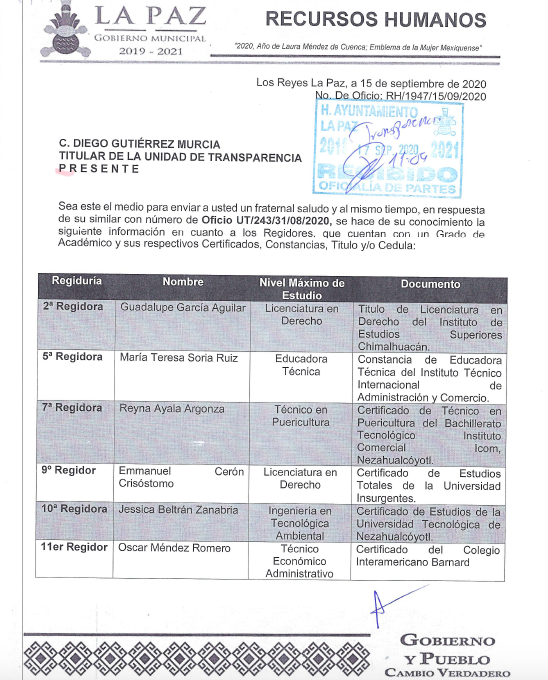 LA PAZ
GOBIERNO MUNICIPAL
2019 - 2021
RECURSOS HUMANOS
"2020, Año de Laura Méndez de Cuenca; Emblema de la Mujer Mexiquense"
Los Reyes La Paz, a 15 de septiembre de 2020
No. De Oficio: RH/1947/15/09/2020
H. AYUNTAMIENTO
LA PAZ
Transparencia
17 SEP. 2020 2021
RECIBIDO
OFICIALIA DE PARTES
C. DIEGO GUTIÉRREZ MURCIA
TITULAR DE LA UNIDAD DE TRANSPARENCIA
P R E S E N T E
Sea este el medio para enviar a usted un fraternal saludo y al mismo tiempo, en respuesta
de su similar con número de Oficio UT/243/31/08/2020, se hace de su conocimiento la
siguiente información en cuanto a los Regidores, que cuentan con un Grado de
Académico y sus respectivos Certificados, Constancias, Titulo y/o Cedula:
Regiduría Nombre Nivel Máximo de Estudio Documento
2ª Regidora Guadalupe García Aguilar Licenciatura en Derecho Titulo de Licenciatura en
Derecho del Instituto de
Estudios Superiores
Chimalhuacán.
5ª Regidora María Teresa Soria Ruiz Educadora Técnica Constancia de Educadora
Técnica del Instituto Técnico
Internacional de
Administración y Comercio.
7ª Regidora Reyna Ayala Argonza Técnico en Puericultura Certificado de Técnico en
Puericultura del Bachillerato
Tecnológico Instituto
Comercial Icom,
Nezahualcóyotl.
9º Regidor Emmanuel Cerón Crisóstomo Licenciatura en Derecho Certificado de Estudios
Totales de la Universidad
Insurgentes.
10ª Regidora Jessica Beltrán Zanabria Ingeniería en Tecnológica Ambiental Certificado de Estudios de la
Universidad Tecnológica de
Nezahualcóyotl.
11er Regidor Oscar Méndez Romero Técnico Económico Administrativo Certificado del Colegio
Interamericano Barnard
GOBIERNO
Y PUEBLO
CAMBIO VERDADERO